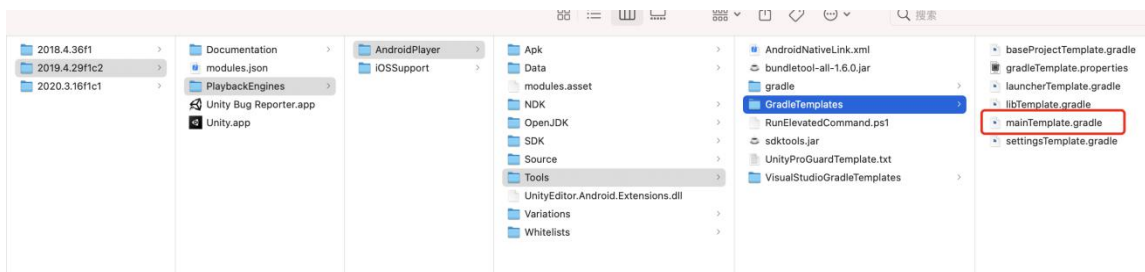 搜索
2018.4.36f1
2019.4.29f1c2
2020.3.16f1c1
Documentation
modules.json
PlaybackEngines
Unity Bug Reporter.app
Unity.app
AndroidPlayer
iOSSupport
Apk
Data
modules.asset
NDK
OpenJDK
SDK
Source
Tools
UnityEditor.Android.Extensions.dll
Variations
Whitelists
AndroidNativeLink.xml
bundletool-all-1.6.0.jar
gradle
GradleTemplates
RunElevatedCommand.ps1
sdktools.jar
UnityProGuardTemplate.txt
VisualStudioGradleTemplates
baseProjectTemplate.gradle
gradleTemplate.properties
launcherTemplate.gradle
libTemplate.gradle
mainTemplate.gradle
settingsTemplate.gradle